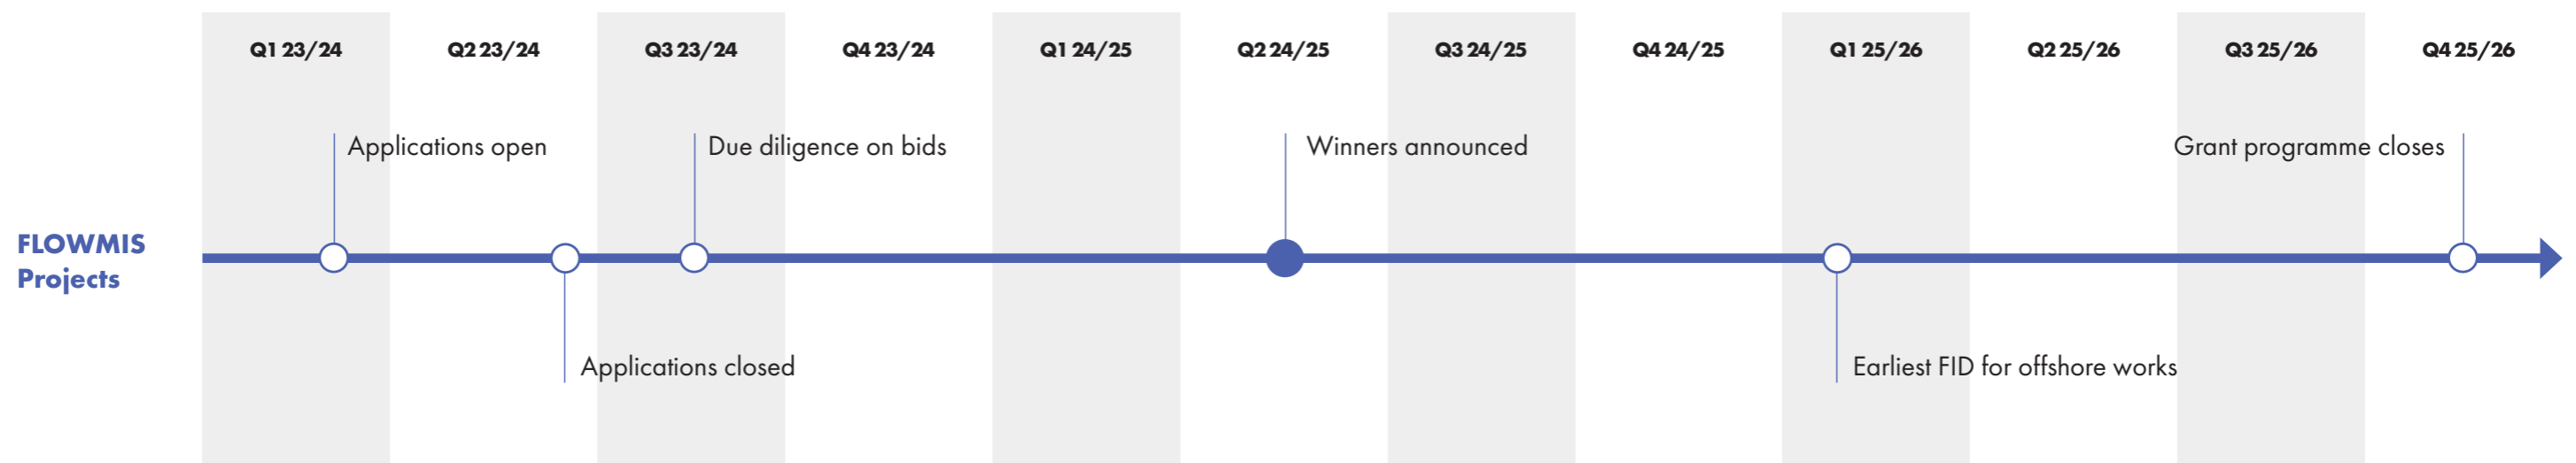 Q1 23/24
Q2 23/24
Q3 23/24
Q4 23/24
Q1 24/25
Q2 24/25
Q3 24/25
Q4 24/25
Q1 25/26
Q2 25/26
Q3 25/26
Q4 25/26
Applications open
Due diligence on bids
Winners announced
Grant programme closes
FLOWMIS
Projects
Applications closed
Earliest FID for offshore works